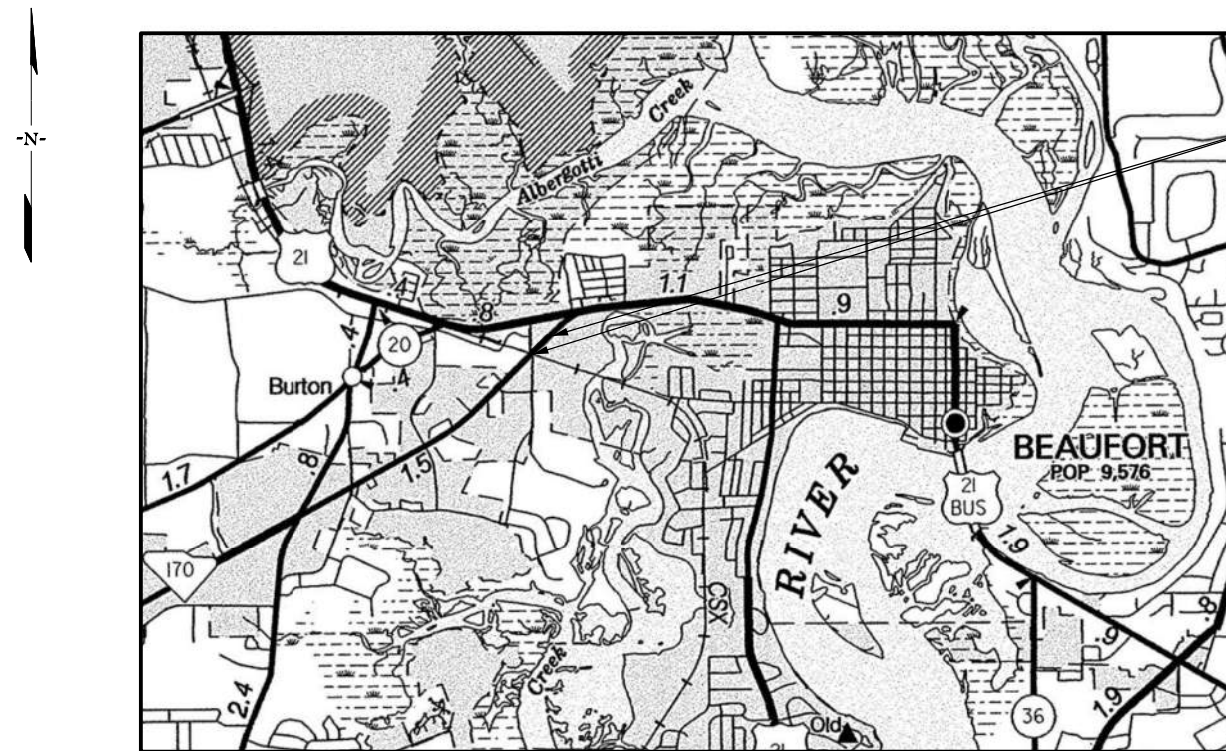 -N-
Creek
Albergotti
21
.4
.8
1.1
.9
.4
20
Burton
.4
BEAUFORT
POP 9,576
1.7
.8
1.5
21
BUS
RIVER
1.9
170
CSX
.9
.8
Creek
2.4
36
1.9
Old
21